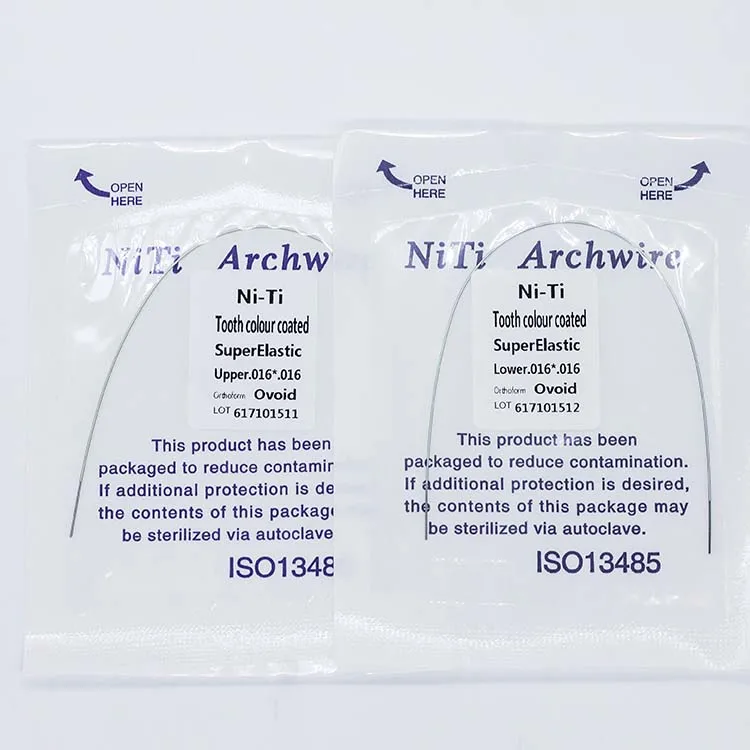 OPEN
HERE
NiTi Archw
Ni-Ti
Tooth colour coated
SuperElastic
Upper.016*.016
Orthoform Ovoid
LOT 617101511
This product has been
packaged to reduce contamin
If additional protection is de
the contents of this package
be sterilized via autoclave
ISO1348
OPEN
HERE
OPEN
HERE
NiTi Archwire
Ni-Ti
Tooth colour coated
SuperElastic
Lower.016*.016
Orthoform Ovoid
LOT 617101512
This product has been
packaged to reduce contamination.
If additional protection is desired,
the contents of this package may
be sterilized via autoclave.
ISO13485